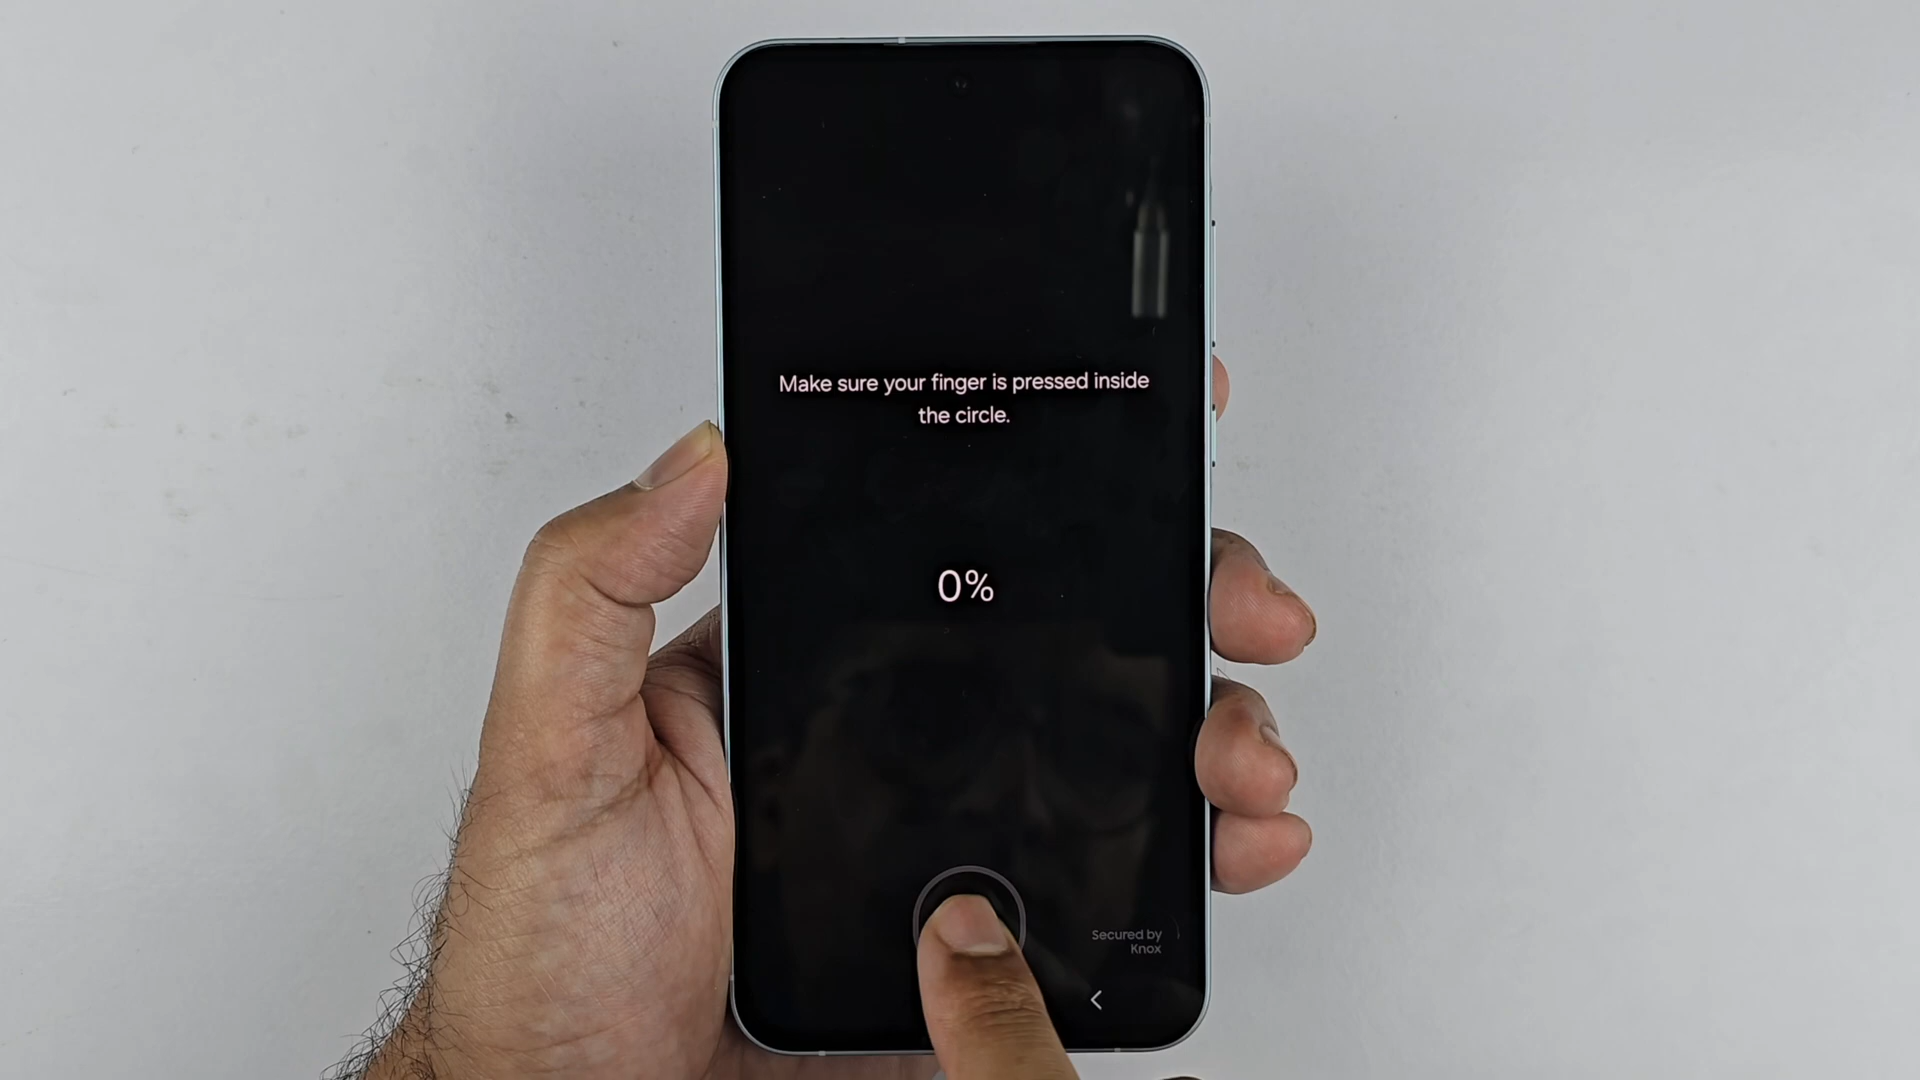 Make sure your finger is pressed inside
the circle.
0%
Secured by
Knox